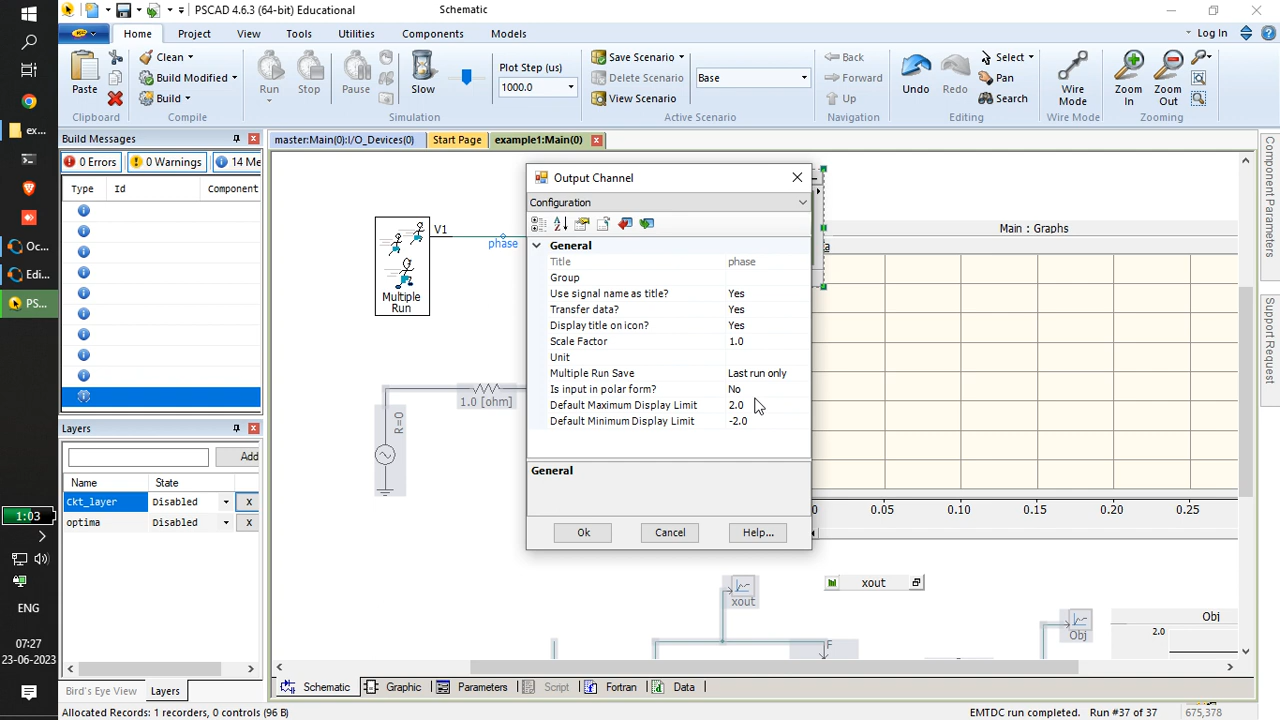 PSCAD 4.6.3 (64-bit) Educational
Schematic
Home
Project
View
Tools
Utilities
Components
Models
Log In
Paste
Clean
Build Modified
Build
Run
Stop
Pause
Slow
Plot Step (us)
1000.0
Save Scenario
Delete Scenario
View Scenario
Base
Back
Forward
Up
Undo
Redo
Select
Pan
Search
Wire
Mode
Zoom
In
Zoom
Out
Clipboard
Compile
Simulation
Active Scenario
Navigation
Editing
Wire Mode
Zooming
Build Messages
master:Main(0):I/O_Devices(0)
Start Page
example1:Main(0)
0 Errors
0 Warnings
14 Me
Type
Id
Component
ex...
Oc...
Edi...
PS...
1:03
ENG
07:27
23-06-2023
Layers
Add
Name
State
Ckt_layer
Disabled
X
optima
Disabled
X
Bird's Eye View
Layers
V1
phase
Multiple
Run
1.0 [ohm]
R=0
Output Channel
Configuration
General
Title
phase
Group
Use signal name as title?
Yes
Transfer data?
Yes
Display title on icon?
Yes
Scale Factor
1.0
Unit
Multiple Run Save
Last run only
Is input in polar form?
No
Default Maximum Display Limit
2.0
Default Minimum Display Limit
-2.0
General
Ok
Cancel
Help...
Main : Graphs
0.05
0.10
0.15
0.20
0.25
xout
xout
F
Obj
Obj
2.0
Component Parameters
Support Request
Schematic
Graphic
Parameters
Script
Fortran
Data
Allocated Records: 1 recorders, 0 controls (96 B)
EMTDC run completed.
Run #37 of 37
675,378